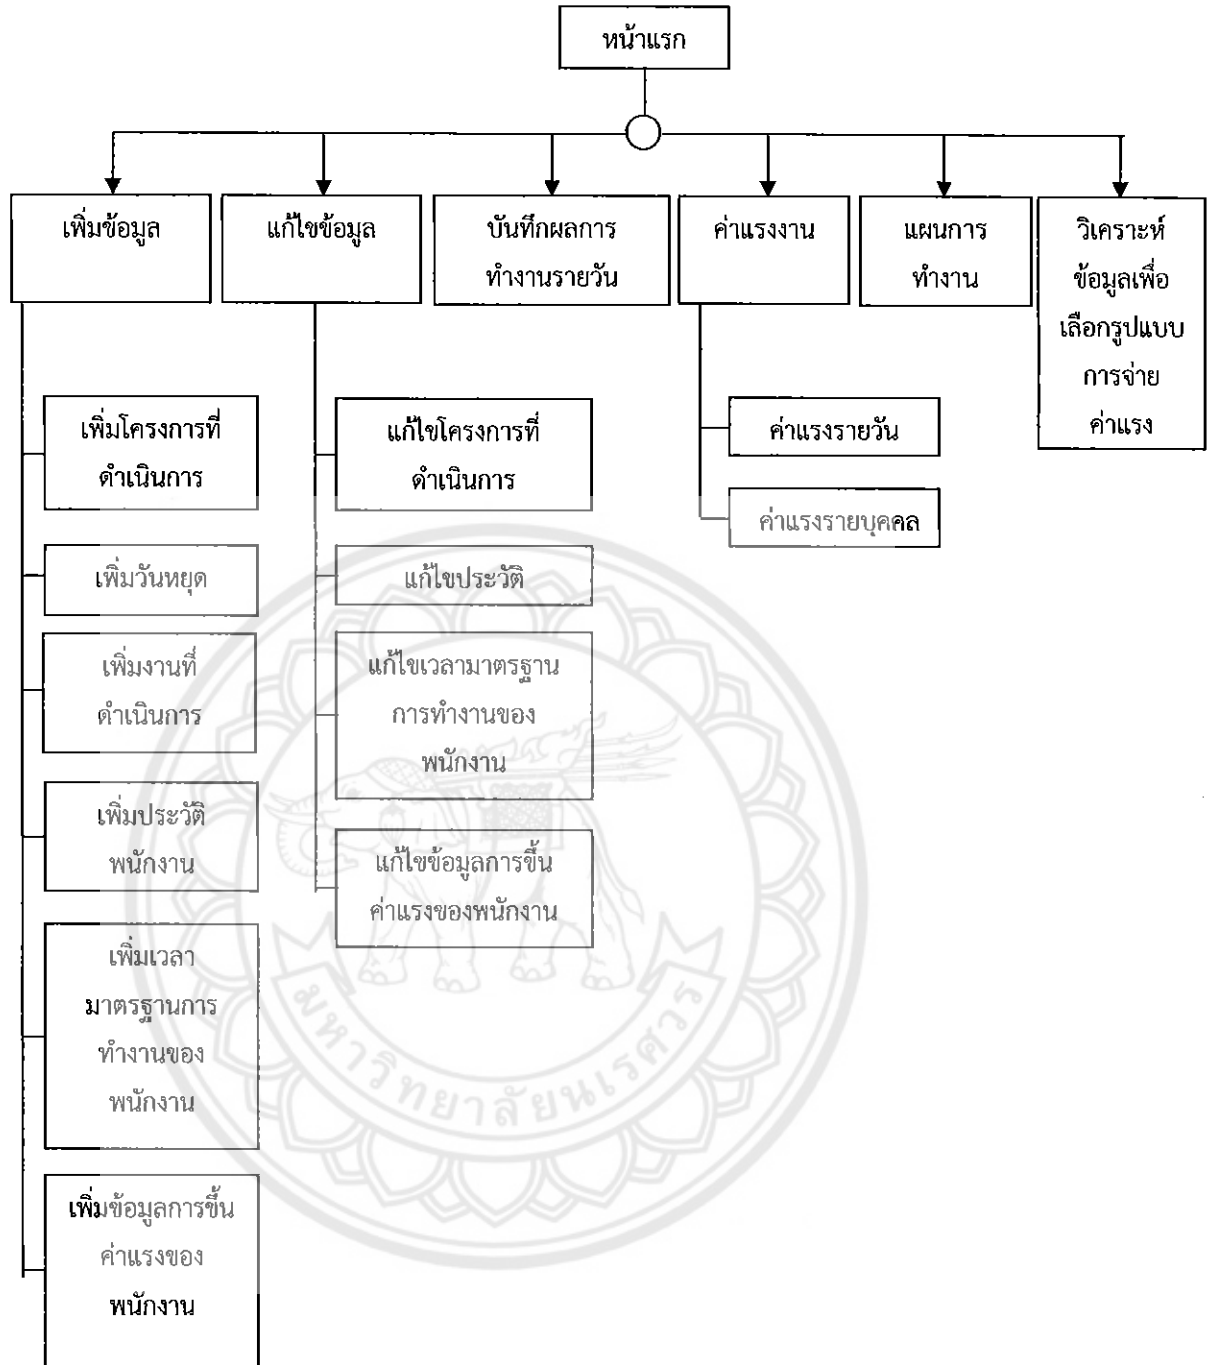 หน้าแรก
เพิ่มข้อมูล
แก้ไขข้อมูล
บันทึกผลการ
ทำงานรายวัน
ค่าแรงงาน
แผนการ
ทำงาน
วิเคราะห์
ข้อมูลเพื่อ
เลือกรูปแบบ
การจ่าย
ค่าแรง
เพิ่มโครงการที่
ดำเนินการ
เพิ่มวันหยุด
เพิ่มงานที่
ดำเนินการ
เพิ่มประวัติ
พนักงาน
เพิ่มเวลา
มาตรฐานการ
ทำงานของ
พนักงาน
เพิ่มข้อมูลการขึ้น
ค่าแรงของ
พนักงาน
แก้ไขโครงการที่
ดำเนินการ
แก้ไขประวัติ
แก้ไขเวลามาตรฐาน
การทำงานของ
พนักงาน
แก้ไขข้อมูลการขึ้น
ค่าแรงของพนักงาน
ค่าแรงรายวัน
ค่าแรงรายบุคคล
มหาวิทยาลัยนเรศวร